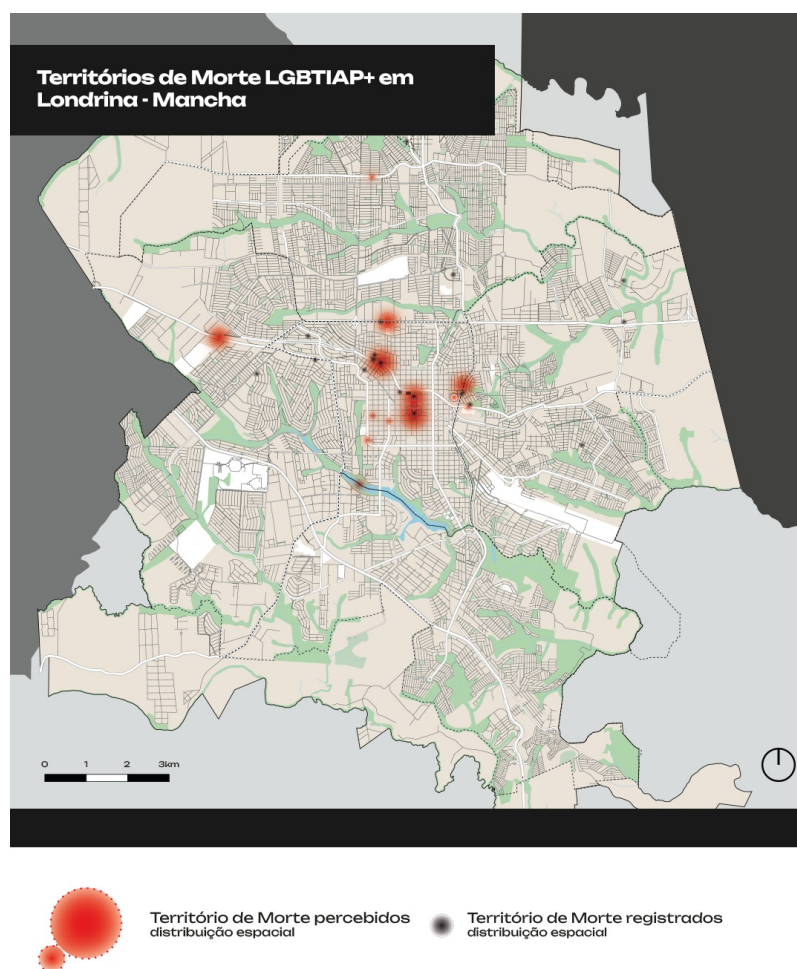 Territórios de Morte LGBTIAP+ em
Londrina - Mancha
0 1 2 3km
Território de Morte percebidos
distribuição espacial
Território de Morte registrados
distribuição espacial